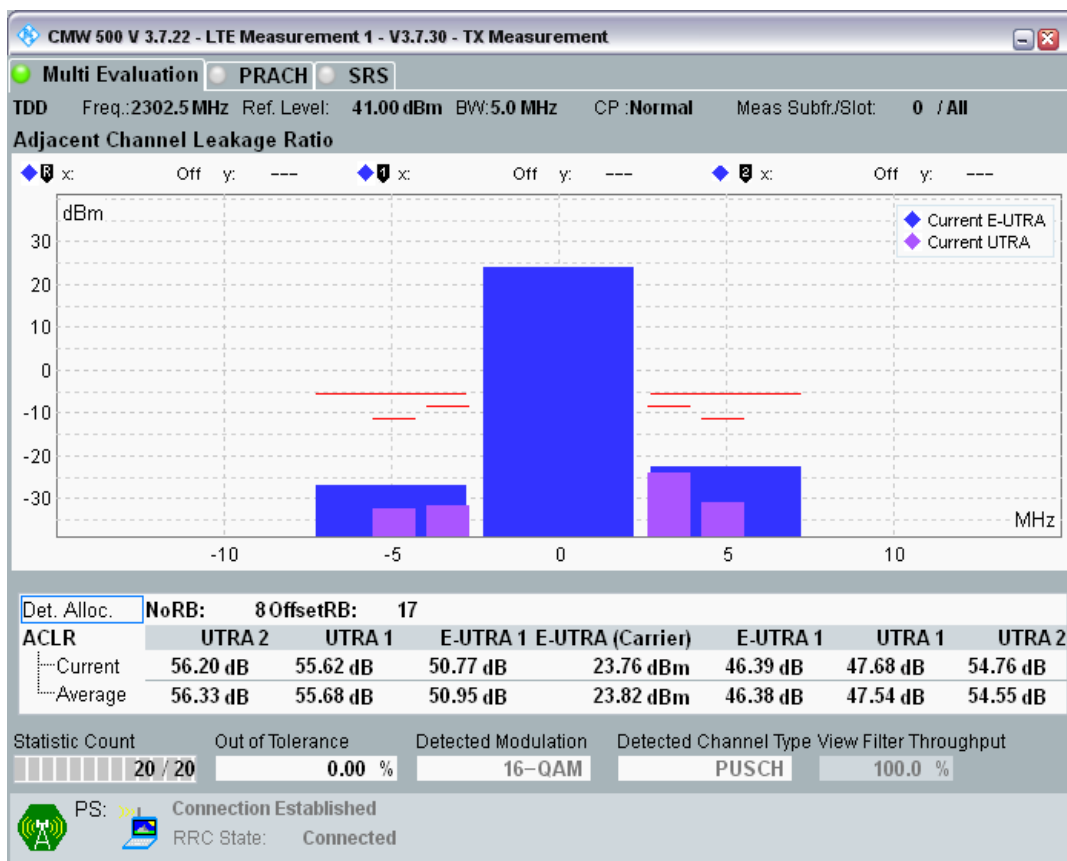 CMW 500 V 3.7.22 - LTE Measurement 1 - V3.7.30 - TX Measurement
Multi Evaluation PRACH SRS
TDD Freq.:2302.5 MHz Ref. Level: 41.00 dBm BW:5.0 MHz CP :Normal Meas Subfr./Slot: 0 / All
Adjacent Channel Leakage Ratio
R x: Off y: --- 1 x: Off y: --- 2 x: Off y: ---
dBm
Current E-UTRA
Current UTRA
30
20
10
0
-10
-20
-30
MHz
-10 -5 0 5 10
Det. Alloc. NoRB: 8 OffsetRB: 17
ACLR UTRA 2 UTRA 1 E-UTRA 1 E-UTRA (Carrier) E-UTRA 1 UTRA 1 UTRA 2
Current 56.20 dB 55.62 dB 50.77 dB 23.76 dBm 46.39 dB 47.68 dB 54.76 dB
Average 56.33 dB 55.68 dB 50.95 dB 23.82 dBm 46.38 dB 47.54 dB 54.55 dB
Statistic Count Out of Tolerance Detected Modulation Detected Channel Type View Filter Throughput
20 / 20 0.00 % 16-QAM PUSCH 100.0 %
PS: Connection Established
RRC State: Connected